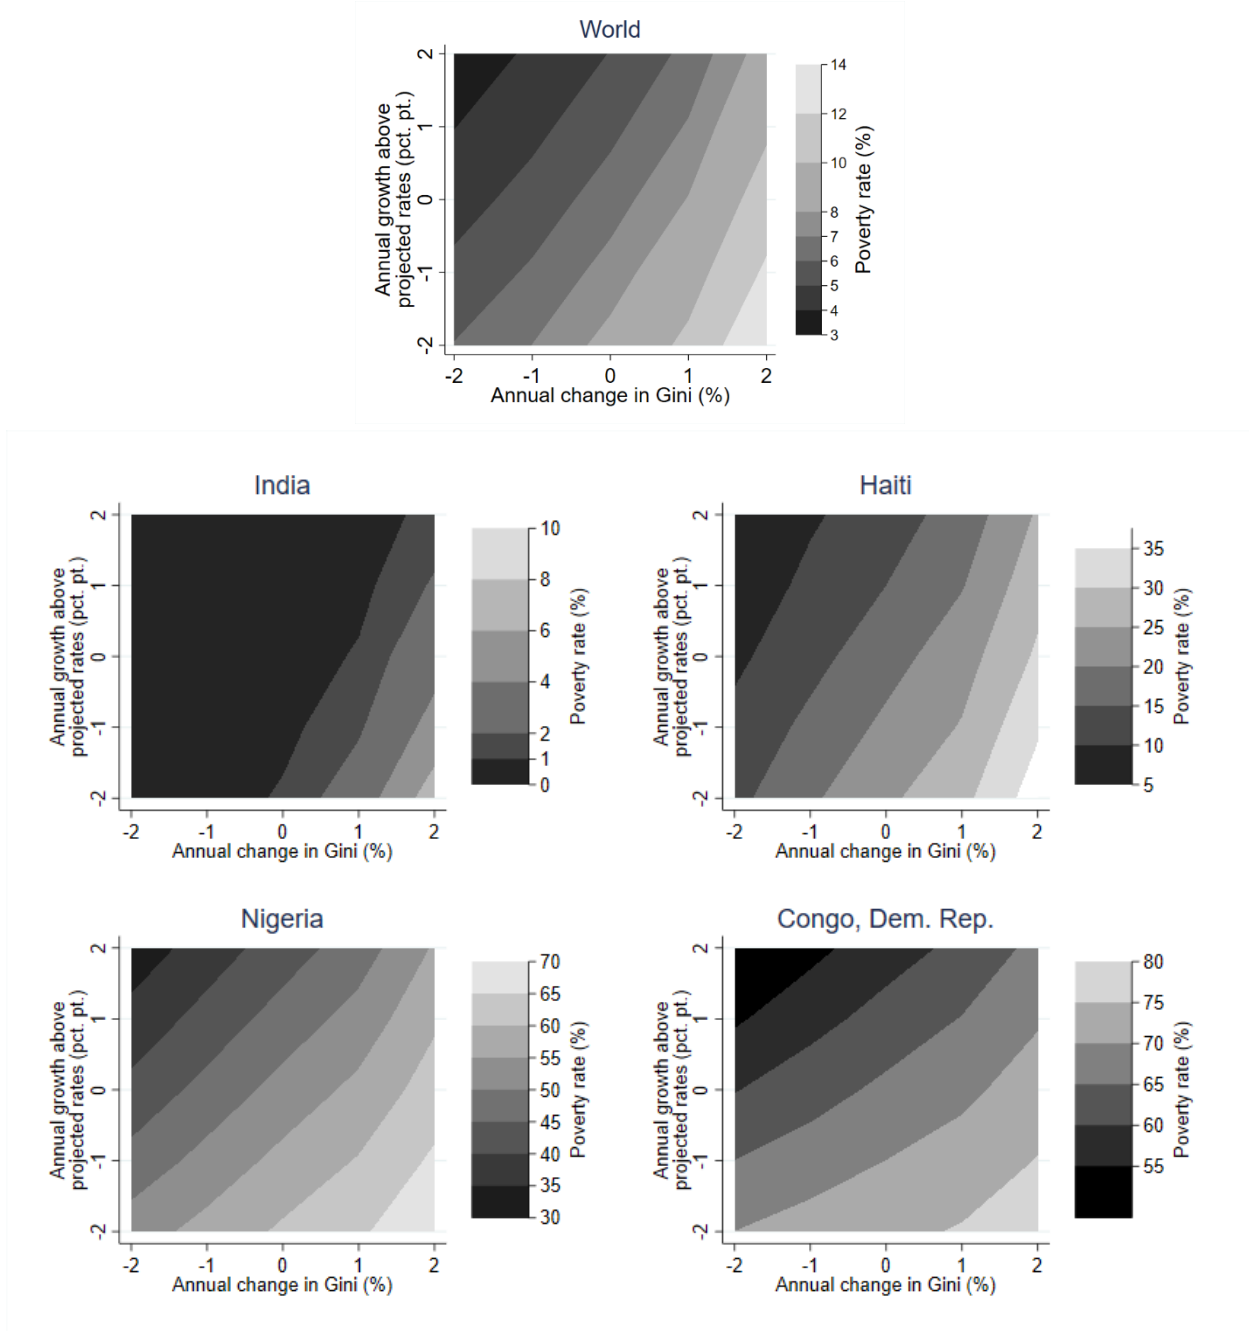 World
Annual growth above
projected rates (pct. pt.)
2
1
0
-1
-2
-2 -1 0 1 2
Annual change in Gini (%)
14
12
10
8
7
6
5
4
3
Poverty rate (%)
India
Annual growth above
projected rates (pct. pt.)
2
1
0
-1
-2
-2 -1 0 1 2
Annual change in Gini (%)
10
8
6
4
2
1
0
Poverty rate (%)
Haiti
Annual growth above
projected rates (pct. pt.)
2
1
0
-1
-2
-2 -1 0 1 2
Annual change in Gini (%)
35
30
25
20
15
10
5
Poverty rate (%)
Nigeria
Annual growth above
projected rates (pct. pt.)
2
1
0
-1
-2
-2 -1 0 1 2
Annual change in Gini (%)
70
65
60
55
50
45
40
35
30
Poverty rate (%)
Congo, Dem. Rep.
Annual growth above
projected rates (pct. pt.)
2
1
0
-1
-2
-2 -1 0 1 2
Annual change in Gini (%)
80
75
70
65
60
55
Poverty rate (%)